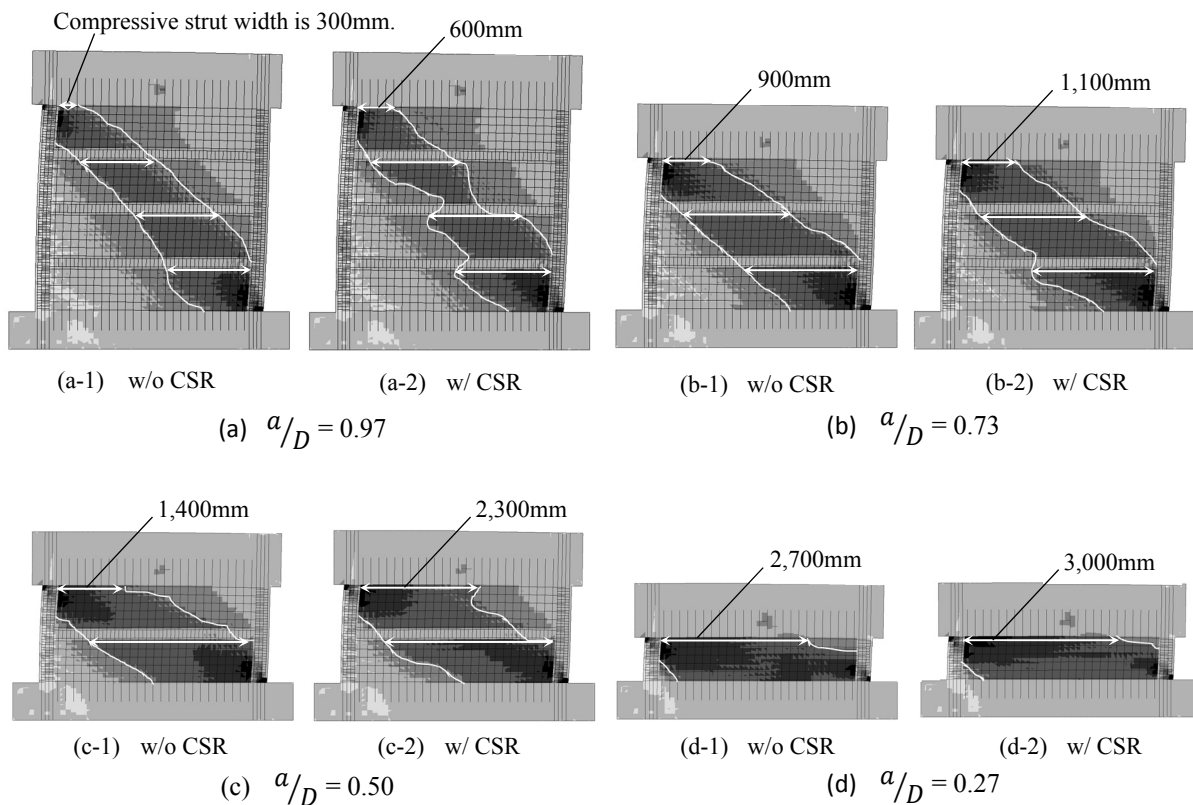 Compressive strut width is 300mm.
600mm
900mm
1,100mm
(a-1) w/o CSR
(a-2) w/ CSR
(b-1) w/o CSR
(b-2) w/ CSR
(a) a/D = 0.97
(b) a/D = 0.73
1,400mm
2,300mm
2,700mm
3,000mm
(c-1) w/o CSR
(c-2) w/ CSR
(d-1) w/o CSR
(d-2) w/ CSR
(c) a/D = 0.50
(d) a/D = 0.27